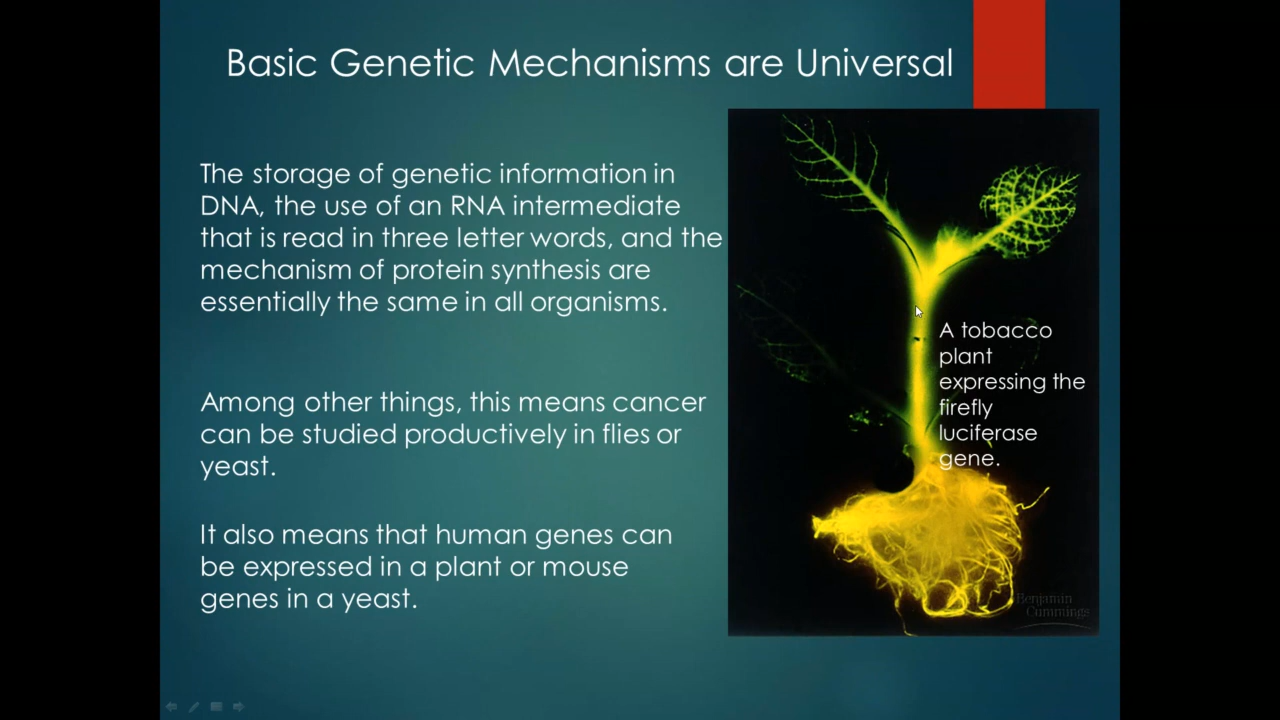 Basic Genetic Mechanisms are Universal
The storage of genetic information in
DNA, the use of an RNA intermediate
that is read in three letter words, and the
mechanism of protein synthesis are
essentially the same in all organisms.
Among other things, this means cancer
can be studied productively in flies or
yeast.
It also means that human genes can
be expressed in a plant or mouse
genes in a yeast.
A tobacco
plant
expressing the
firefly
luciferase
gene.
Benjamin
Cummings